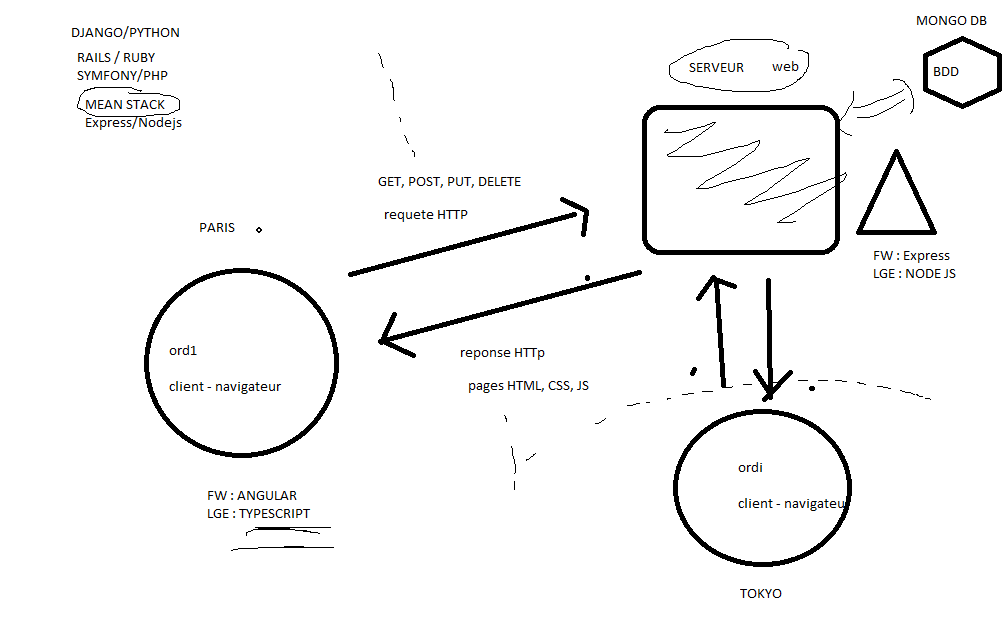 DJANGO/PYTHON
RAILS / RUBY
SYMFONY/PHP
MEAN STACK
Express/Nodejs
MONGO DB
BDD
SERVEUR web
GET, POST, PUT, DELETE
requete HTTP
PARIS
FW : Express
LGE : NODE JS
ord1
client - navigateur
reponse HTTp
pages HTML, CSS, JS
FW : ANGULAR
LGE : TYPESCRIPT
ordi
client - navigateu
TOKYO